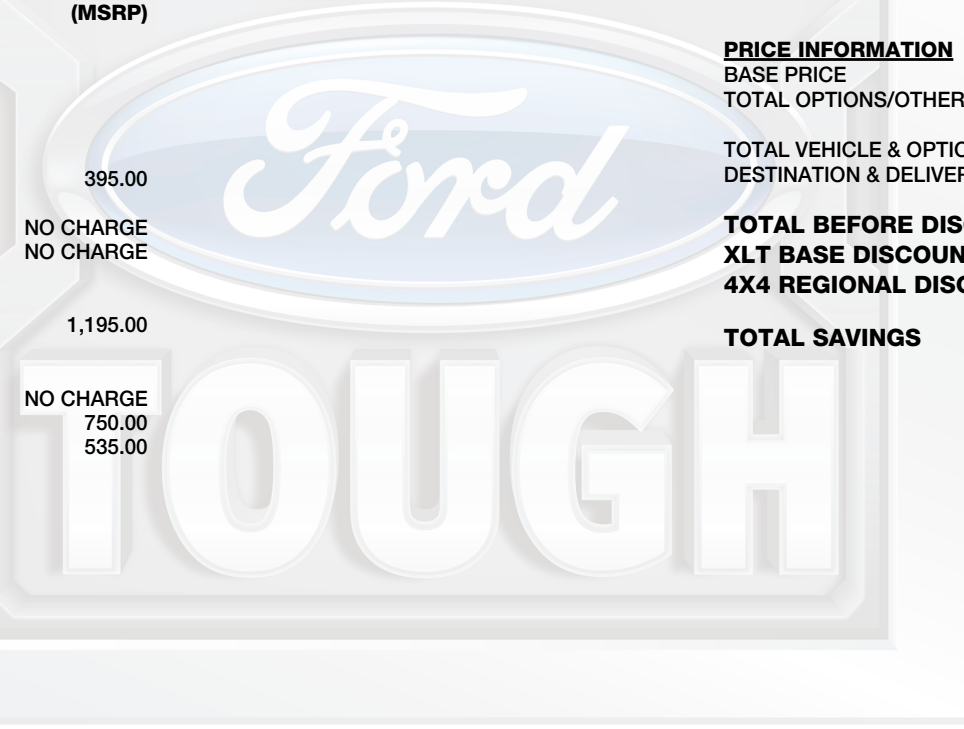 (MSRP)
395.00
NO CHARGE
NO CHARGE
1,195.00
NO CHARGE
750.00
535.00
PRICE INFORMATION
BASE PRICE
TOTAL OPTIONS/OTHER
TOTAL VEHICLE & OPTIO
DESTINATION & DELIVER
TOTAL BEFORE DIS
XLT BASE DISCOUN
4X4 REGIONAL DISC
TOTAL SAVINGS
Ford
TOUGH